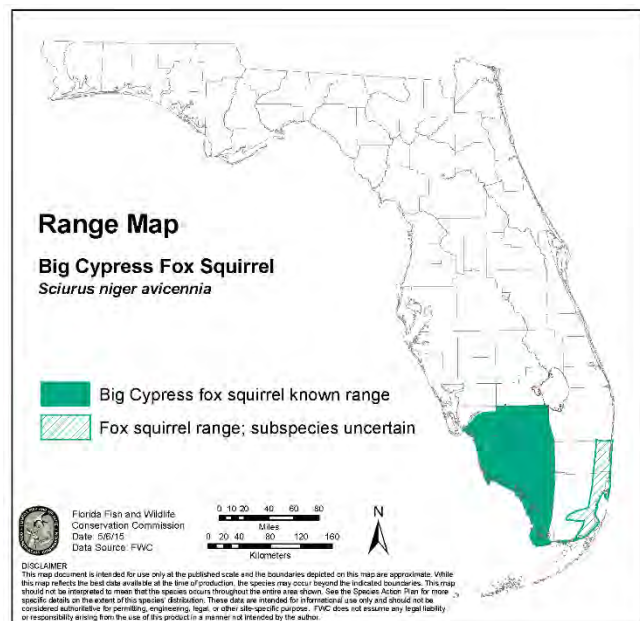 Range Map
Big Cypress Fox Squirrel
Sciurus niger avicennia
Big Cypress fox squirrel known range
Fox squirrel range; subspecies uncertain
Florida Fish and Wildlife
Conservation Commission
Date: 5/6/15
Data Source: FWC
0 10 20 40 60 80
Miles
0 20 40 80 120 160
Kilometers
N
DISCLAIMER
This map document is intended for use only at the published scale and the boundaries depicted on this map are approximate. While
this map reflects the best data available at the time of production, the species may occur beyond the indicated boundaries. This map
should not be interpreted to mean that the species occurs throughout the entire area shown. See the Species Action Plan for more
specific details on the extent of this species' distribution. These data are intended for informational use only and should not be
considered authoritative for permitting, engineering, legal, or other site-specific purpose. FWC does not assume any legal liability
or responsibility arising from the use of this product in a manner not intended by the author.